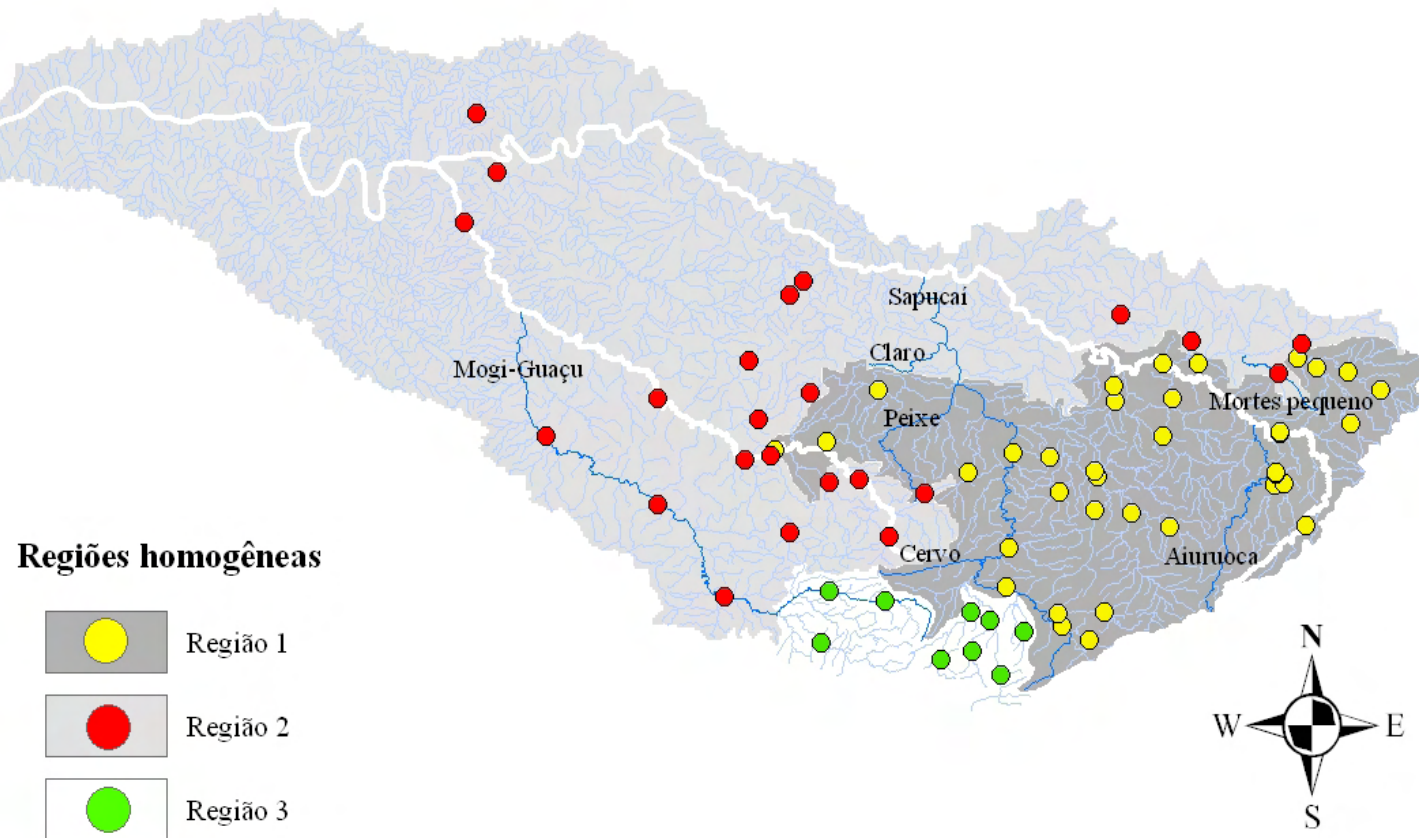 Sapucaí
Claro
Mogi-Guaçu
Mortes pequeno
Peixe
Cervo
Aiuruoca
Regiões homogêneas
Região 1
Região 2
Região 3
N
W
E
S